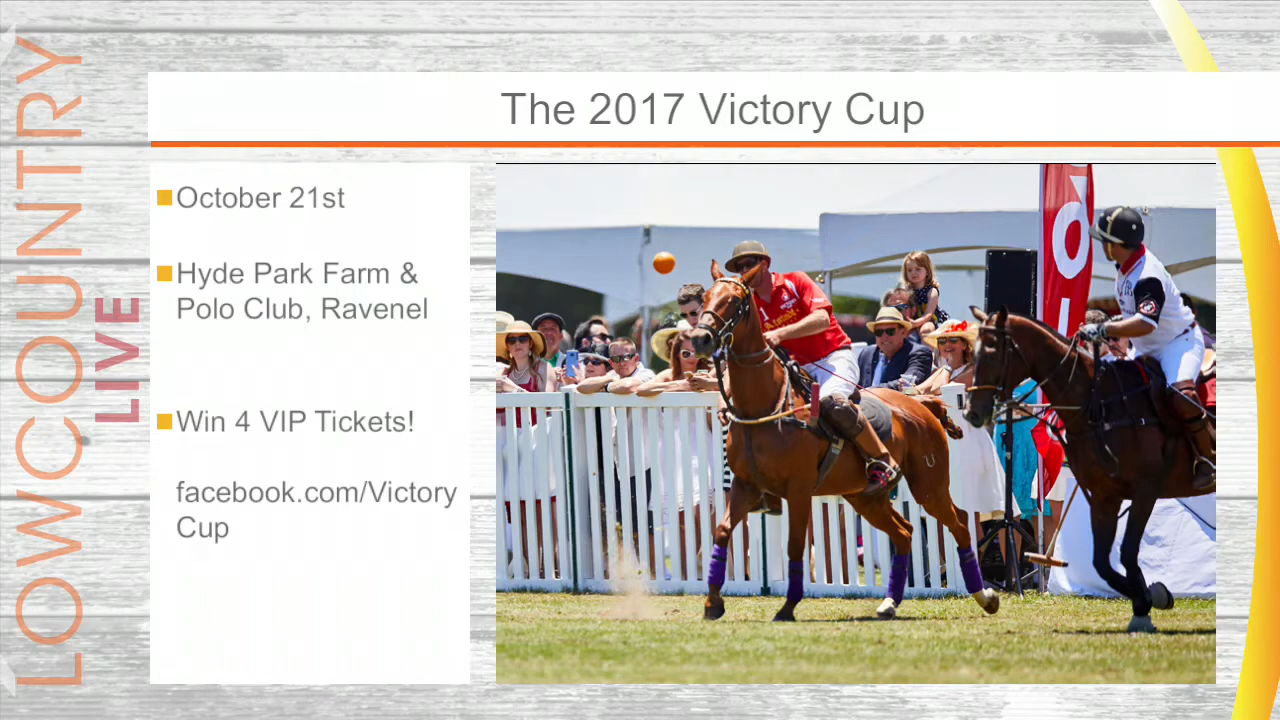 The 2017 Victory Cup
LOWCOUNTRY
LIVE
October 21st
Hyde Park Farm &
Polo Club, Ravenel
Win 4 VIP Tickets!
facebook.com/Victory
Cup